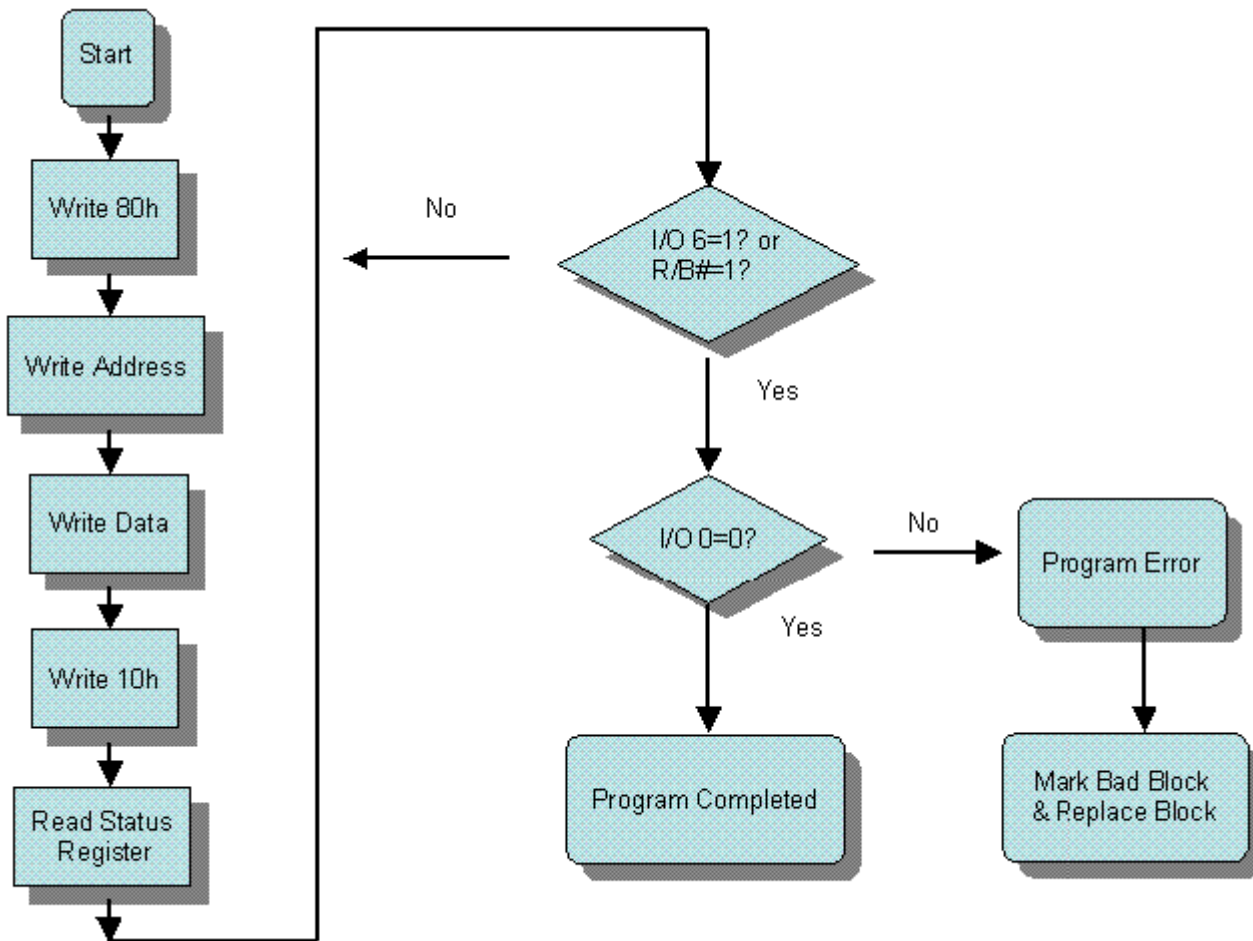 Start
Write 80h
Write Address
Write Data
Write 10h
Read Status
Register
No
I/O 6=1? or
R/B#=1?
Yes
I/O 0=0?
No
Yes
Program Error
Program Completed
Mark Bad Block
& Replace Block